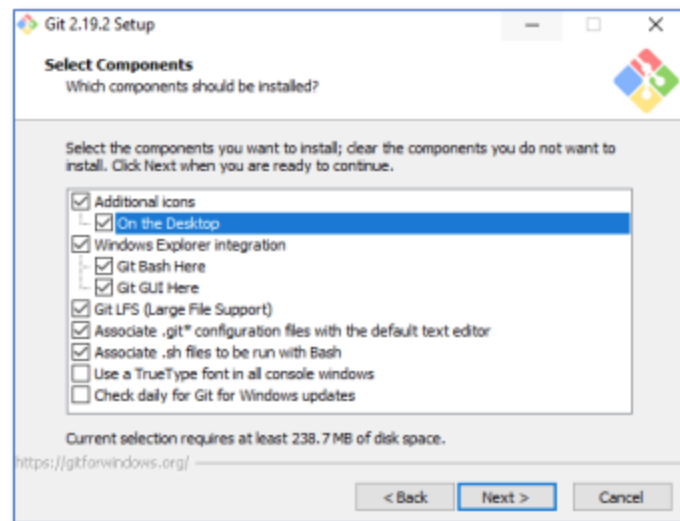 Git 2.19.2 Setup
Select Components
Which components should be installed?
Select the components you want to install; clear the components you do not want to
install. Click Next when you are ready to continue.
Additional icons
On the Desktop
Windows Explorer integration
Git Bash Here
Git GUI Here
Git LFS (Large File Support)
Associate .git* configuration files with the default text editor
Associate .sh files to be run with Bash
Use a TrueType font in all console windows
Check daily for Git for Windows updates
Current selection requires at least 238.7 MB of disk space.
https://gitforwindows.org/
< Back Next > Cancel